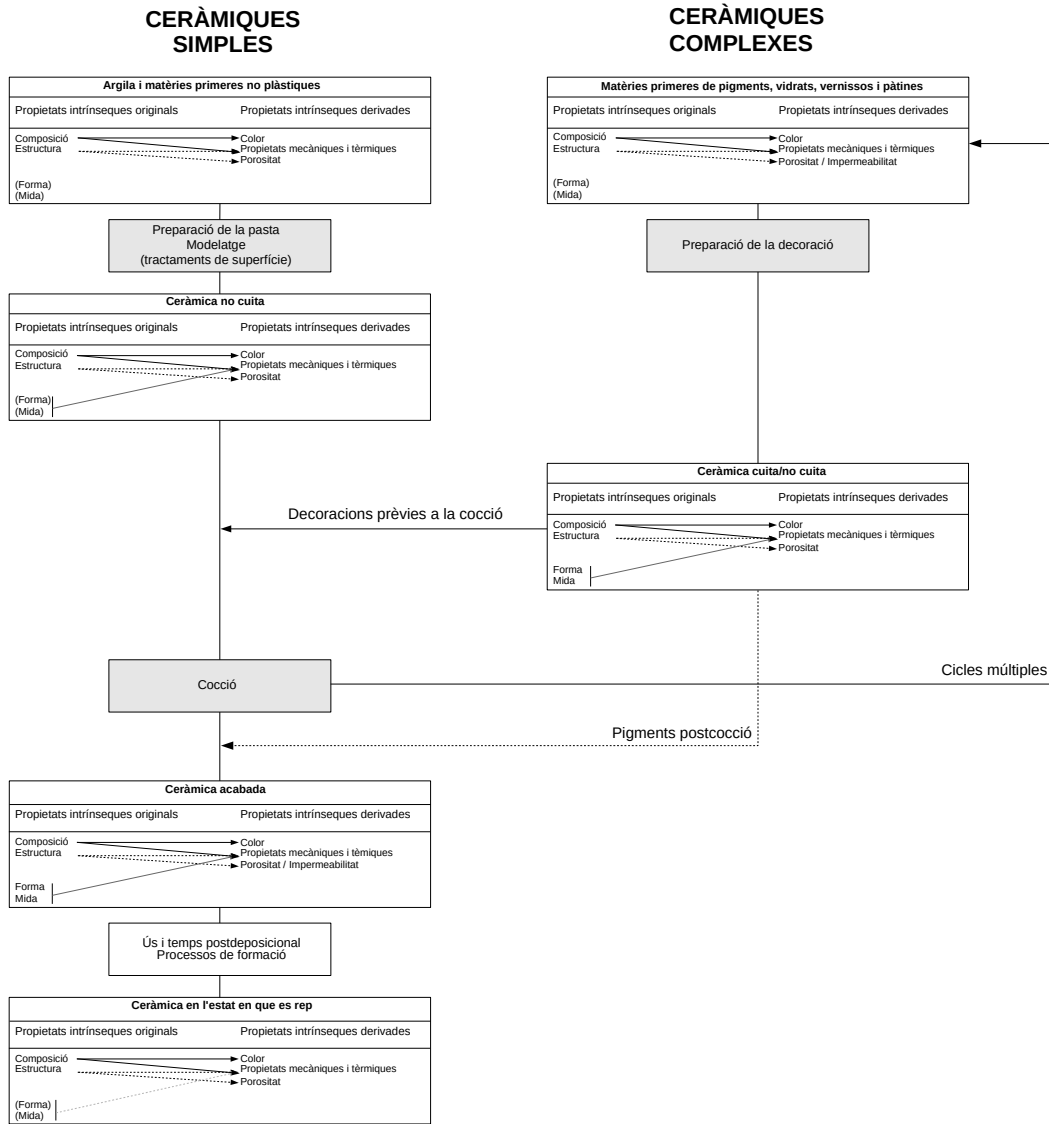 CERÀMIQUES
SIMPLES
Argila i matèries primeres no plàstiques
Propietats intrínseques originals
Propietats intrínseques derivades
Composició
Estructura
Color
Propietats mecàniques i tèrmiques
Porositat
(Forma)
(Mida)
Preparació de la pasta
Modelatge
(tractaments de superfície)
Ceràmica no cuita
Propietats intrínseques originals
Propietats intrínseques derivades
Composició
Estructura
Color
Propietats mecàniques i tèrmiques
Porositat
(Forma)
(Mida)
CERÀMIQUES
COMPLEXES
Matèries primeres de pigments, vidrats, vernissos i pàtines
Propietats intrínseques originals
Propietats intrínseques derivades
Composició
Estructura
Color
Propietats mecàniques i tèrmiques
Porositat / Impermeabilitat
(Forma)
(Mida)
Preparació de la decoració
Ceràmica cuita/no cuita
Propietats intrínseques originals
Propietats intrínseques derivades
Composició
Estructura
Color
Propietats mecàniques i tèrmiques
Porositat
Forma
Mida
Decoracions prèvies a la cocció
Cocció
Cicles múltiples
Pigments postcocció
Ceràmica acabada
Propietats intrínseques originals
Propietats intrínseques derivades
Composició
Estructura
Color
Propietats mecàniques i tèmiques
Porositat / Impermeabilitat
Forma
Mida
Ús i temps postdeposicional
Processos de formació
Ceràmica en l'estat en que es rep
Propietats intrínseques originals
Propietats intrínseques derivades
Composició
Estructura
Color
Propietats mecàniques i tèrmiques
Porositat
(Forma)
(Mida)